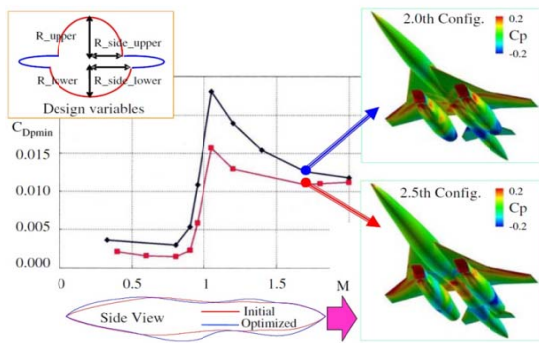 R_upper
R_side_upper
R_lower
R_side_lower
Design variables
C_Dpmin
0.015
0.010
0.005
0.000
0
0.5
1
1.5
M
Side View
Initial
Optimized
2.0th Config.
0.2
Cp
-0.2
2.5th Config.
0.2
Cp
-0.2